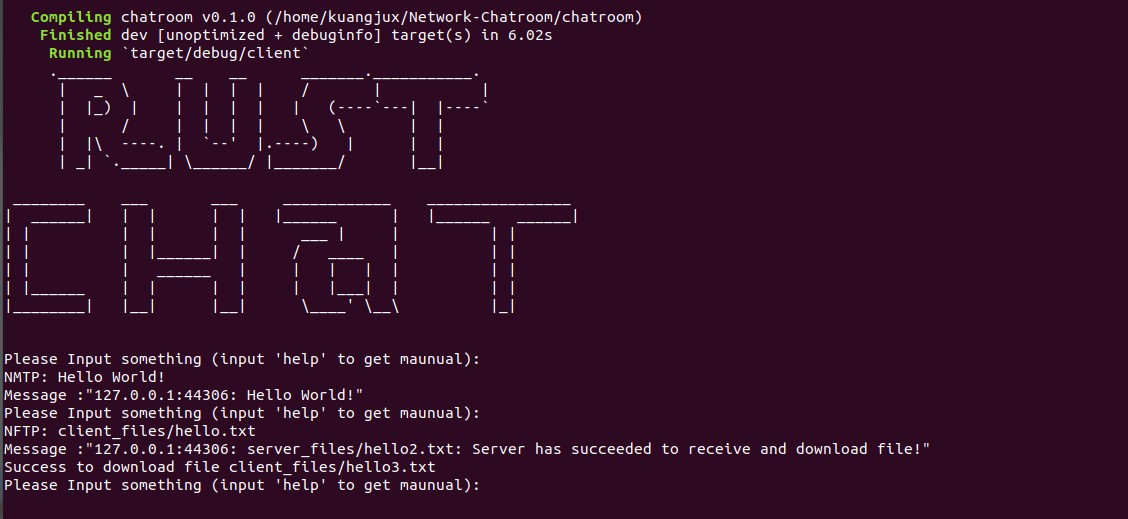 Compiling chatroom v0.1.0 (/home/kuangjux/Network-Chatroom/chatroom)
Finished dev [unoptimized + debuginfo] target(s) in 6.02s
Running `target/debug/client`
RUST
CHaT
Please Input something (input 'help' to get maunual):
NMTP: Hello World!
Message :"127.0.0.1:44306: Hello World!"
Please Input something (input 'help' to get maunual):
NFTP: client_files/hello.txt
Message :"127.0.0.1:44306: server_files/hello2.txt: Server has succeeded to receive and download file!"
Success to download file client_files/hello3.txt
Please Input something (input 'help' to get maunual):